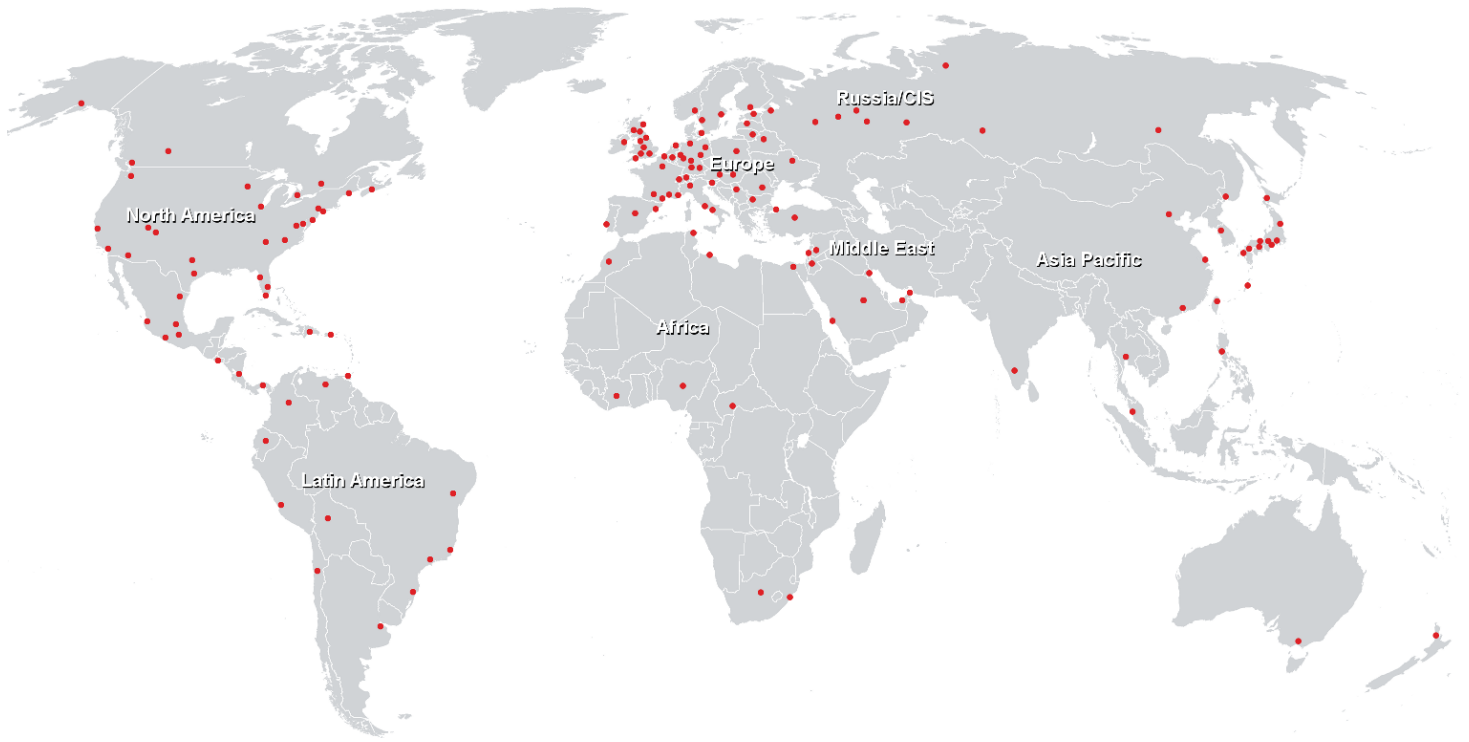 Russia/CIS
Europe
North America
Middle East
Asia Pacific
Africa
Latin America